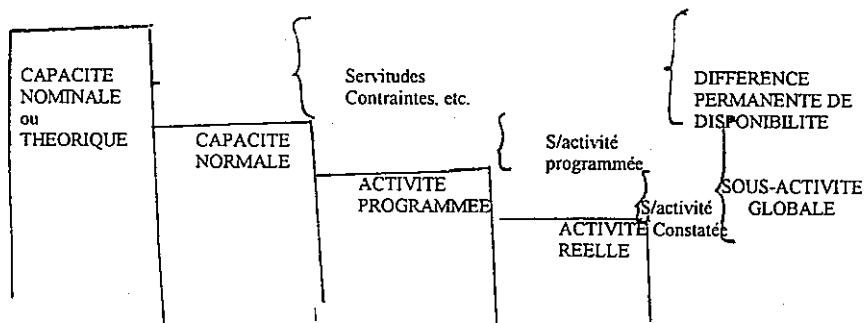 CAPACITE
NOMINALE
ou
THEORIQUE
CAPACITE
NORMALE
Servitudes
Contraintes, etc.
ACTIVITE
PROGRAMMEE
S/activité
programmée
ACTIVITE
REELLE
S/activité
Constatée
DIFFERENCE
PERMANENTE DE
DISPONIBILITE
SOUS-ACTIVITE
GLOBALE